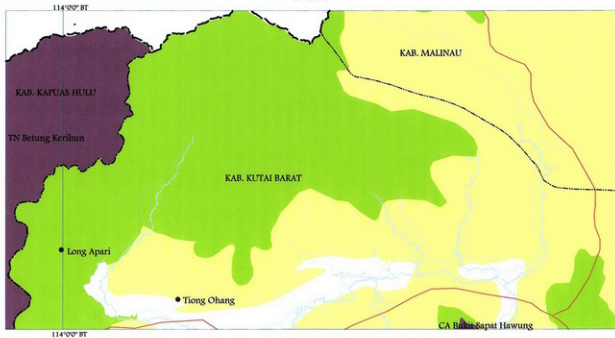 114°0'0" BT
KAB. MALINAU
KAB. KAPUAS HULU
TN Betung Kerihun
KAB. KUTAI BARAT
Long Apari
Tiong Ohang
CA Bukit Sapat Hawung
114°0'0" BT